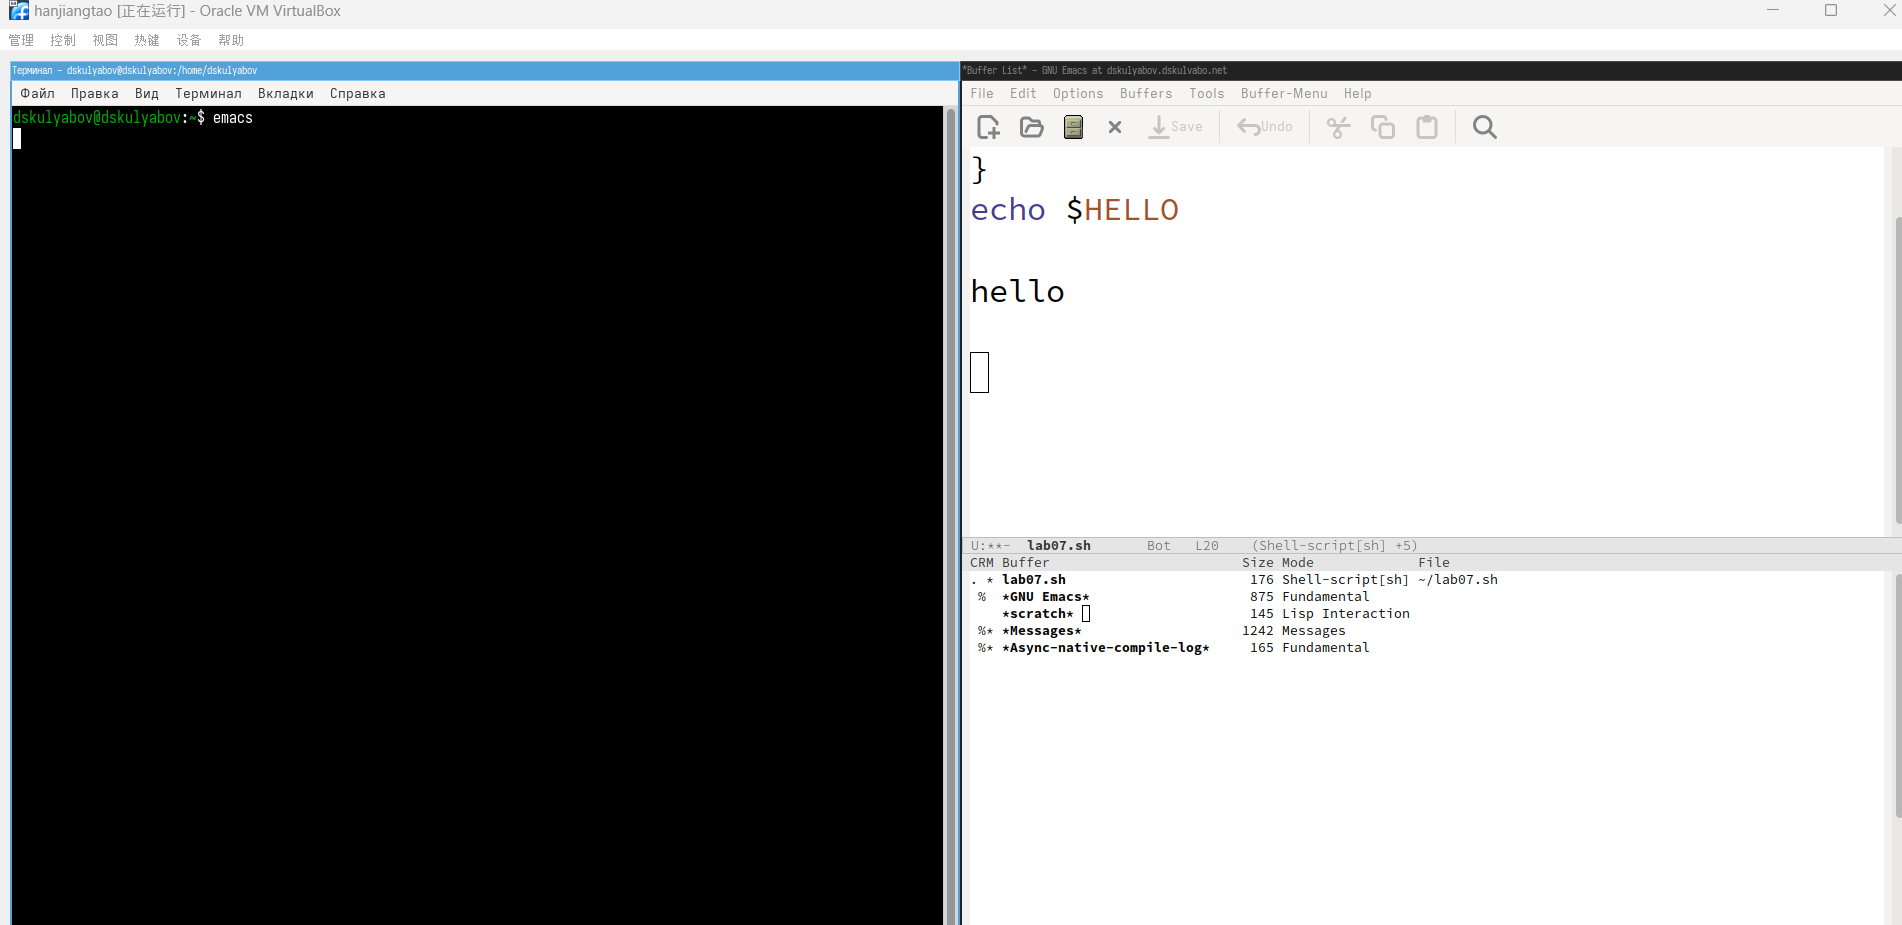 hanjiangtao [正在运行] - Oracle VM VirtualBox
管理 控制 视图 热键 设备 帮助
Терминал - dskulyabov@dskulyabov:/home/dskulyabov
Файл Правка Вид Терминал Вкладки Справка
dskulyabov@dskulyabov:~$ emacs
*Buffer List* - GNU Emacs at dskulyabov.dskulvabo.net
File Edit Options Buffers Tools Buffer-Menu Help
Save Undo
}
echo $HELLO
hello
U:**- lab07.sh Bot L20 (Shell-script[sh] +5)
CRM Buffer Size Mode File
. * lab07.sh 176 Shell-script[sh] ~/lab07.sh
% *GNU Emacs* 875 Fundamental
*scratch* 145 Lisp Interaction
%* *Messages* 1242 Messages
%* *Async-native-compile-log* 165 Fundamental